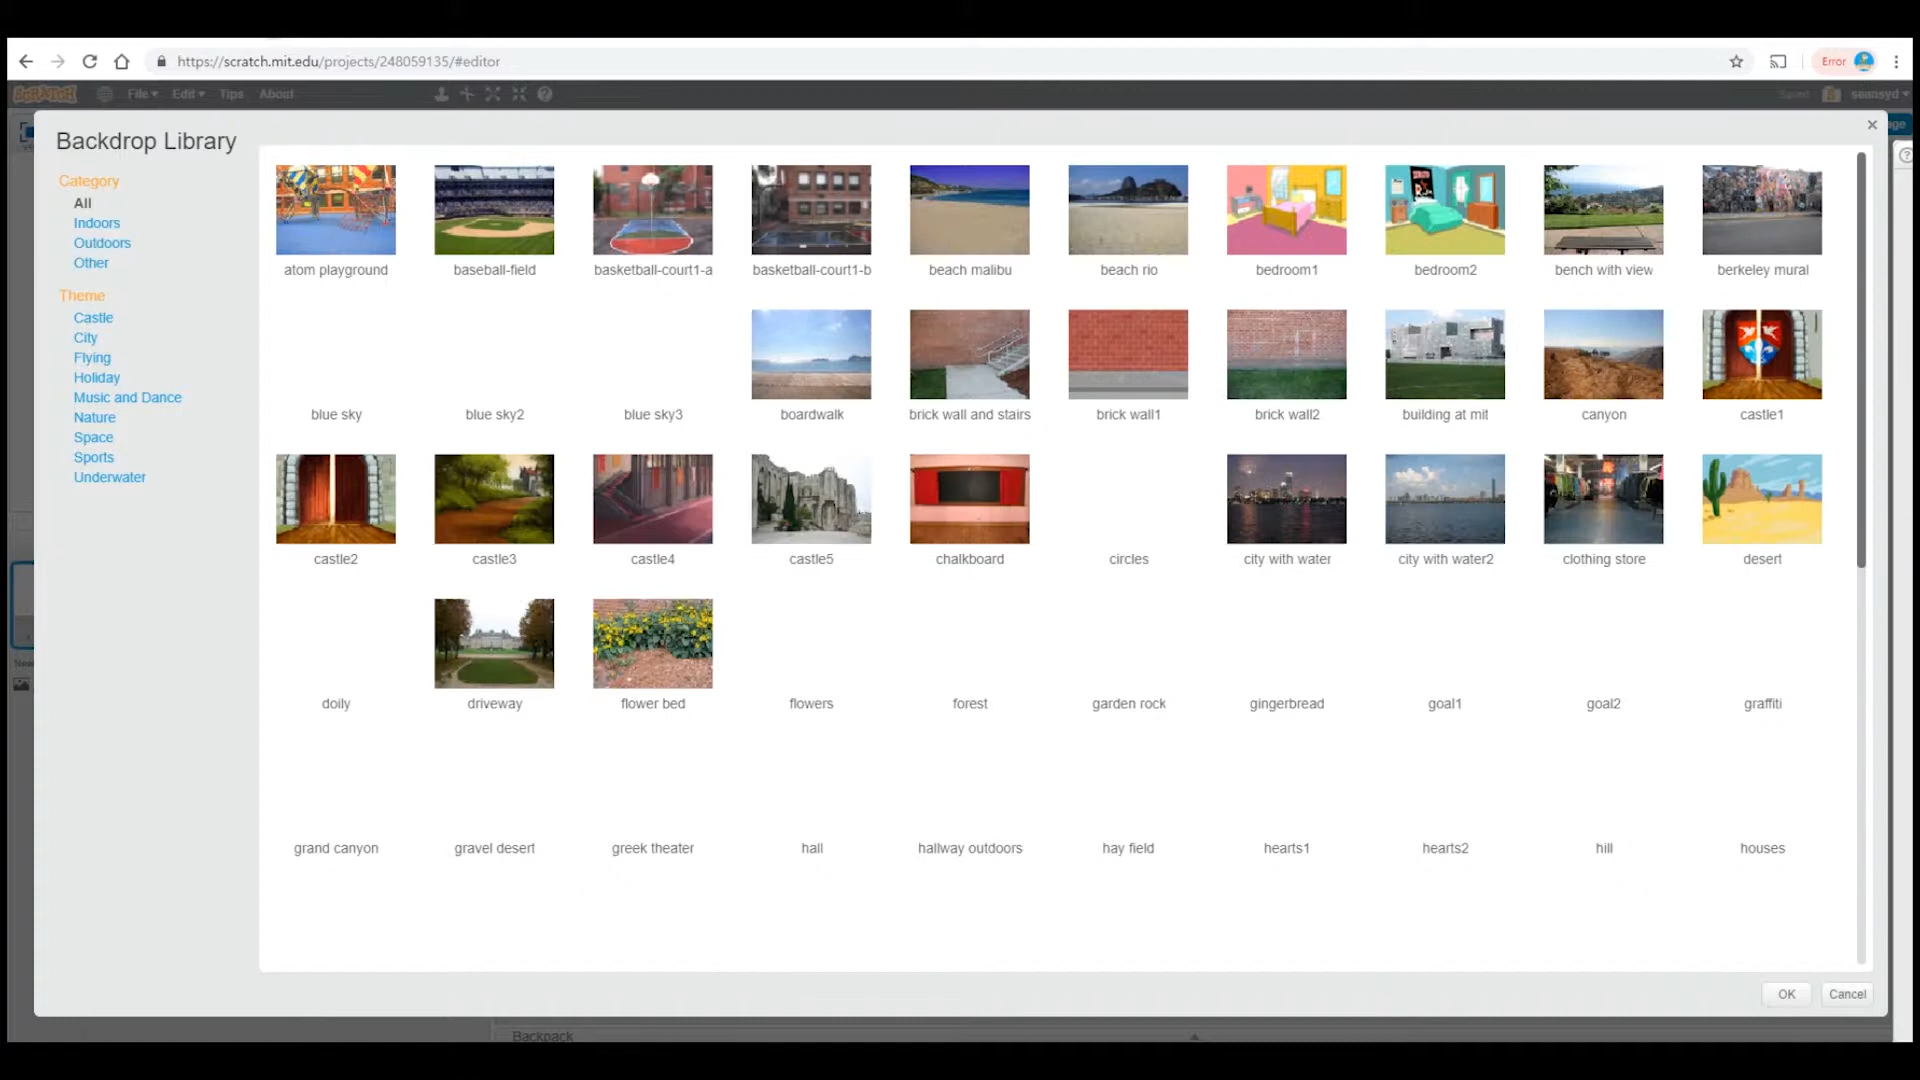 https://scratch.mit.edu/projects/248059135/#editor
Error
SCRATCH
File
Edit
Tips
About
Saved
seansyd
Backdrop Library
Category
All
Indoors
Outdoors
Other
Theme
Castle
City
Flying
Holiday
Music and Dance
Nature
Space
Sports
Underwater
atom playground baseball-field basketball-court1-a basketball-court1-b beach malibu beach rio bedroom1 bedroom2 bench with view berkeley mural
blue sky blue sky2 blue sky3 boardwalk brick wall and stairs brick wall1 brick wall2 building at mit canyon castle1
castle2 castle3 castle4 castle5 chalkboard circles city with water city with water2 clothing store desert
doily driveway flower bed flowers forest garden rock gingerbread goal1 goal2 graffiti
grand canyon gravel desert greek theater hall hallway outdoors hay field hearts1 hearts2 hill houses
OK Cancel
Backpack